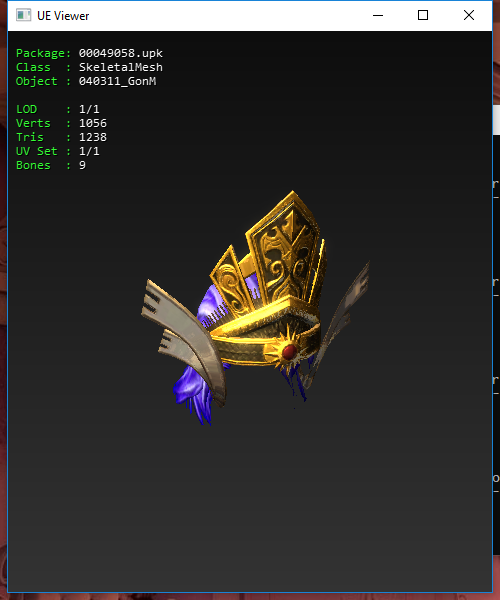 UE Viewer
Package: 00049058.upk
Class  : SkeletalMesh
Object : 040311_GonM
LOD    : 1/1
Verts  : 1056
Tris   : 1238
UV Set : 1/1
Bones  : 9